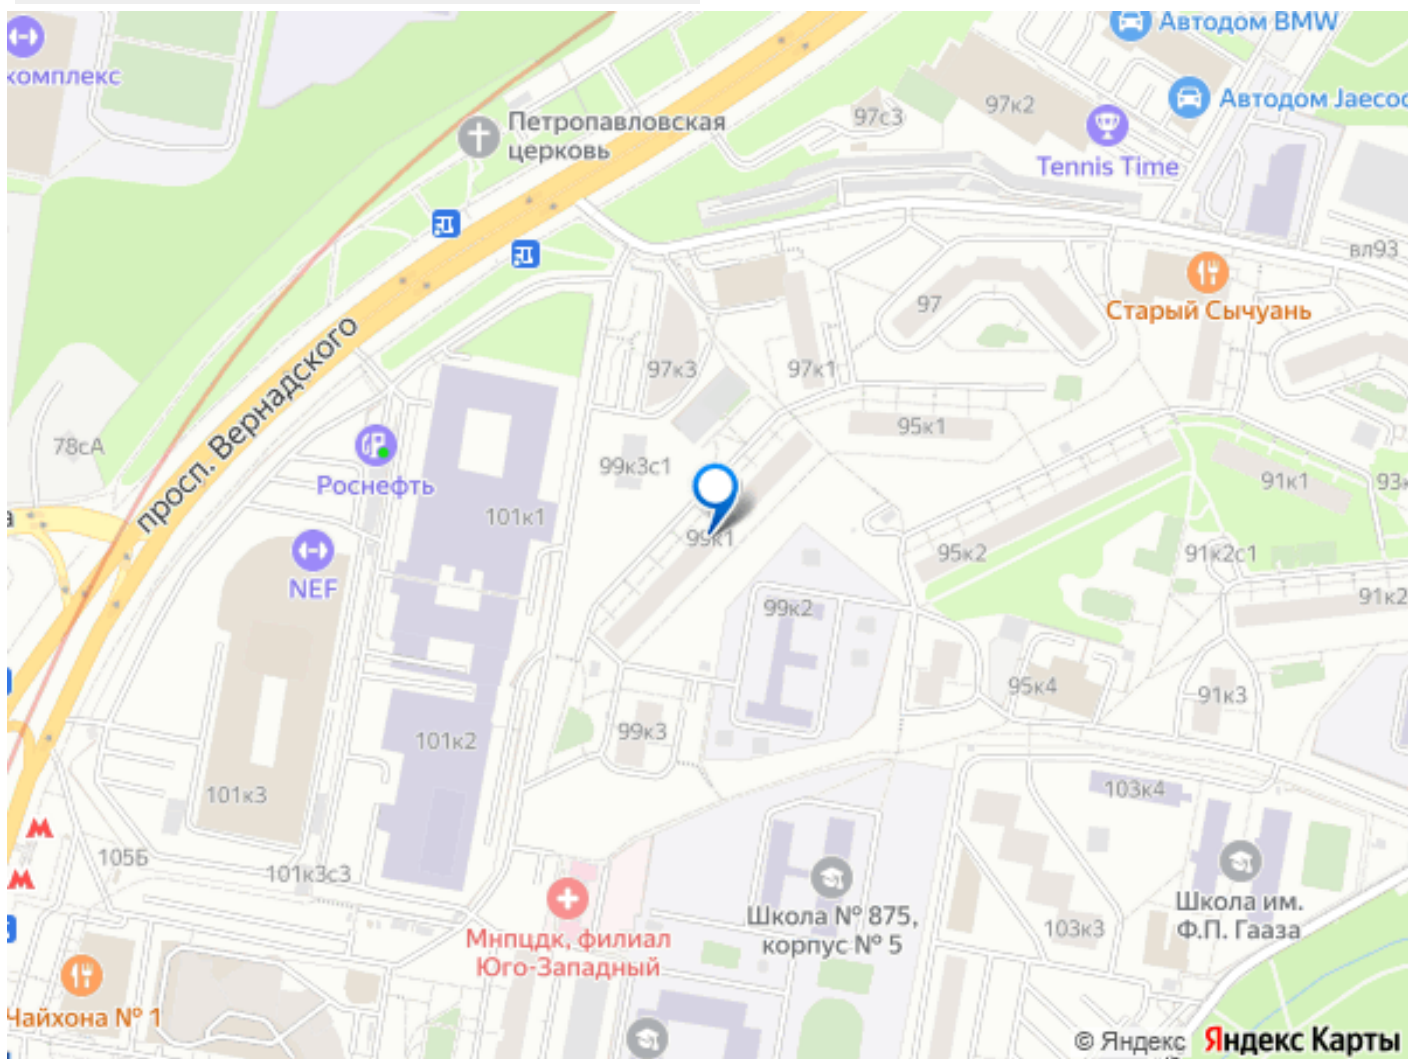 Автодом BMW
комплекс
Автодом Jaecoo
97к2
97с3
Петропавловская
церковь
Tennis Time
вл93
97
Старый Сычуань
97к3
97к1
просп. Вернадского
95к1
78сА
99к3с1
Роснефть
91к1
93к
101к1
99к1
95к2
91к2с1
NEF
99к2
91к2
95к4
91к3
99к3
101к2
103к4
101к3
105Б
101к3с3
Школа № 875,
корпус № 5
Школа им.
Ф.П. Гааза
103к3
Мнпцдк, филиал
Юго-Западный
Чайхона № 1
© Яндекс Яндекс Карты